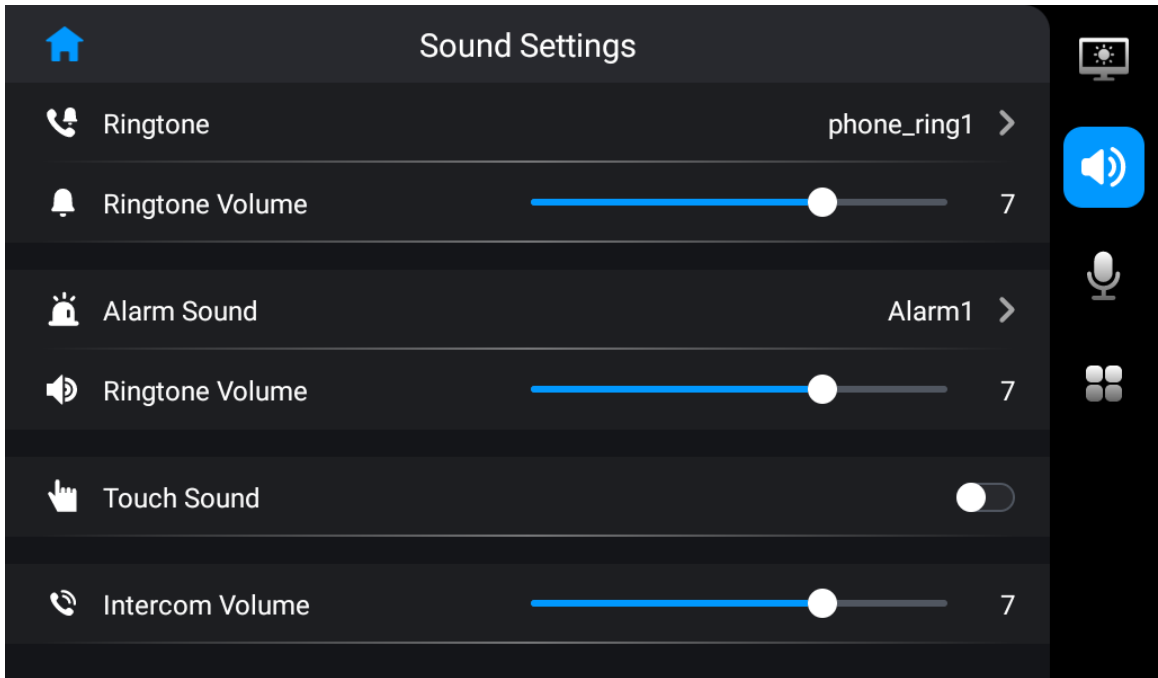 Sound Settings
Ringtone phone_ring1
Ringtone Volume 7
Alarm Sound Alarm1
Ringtone Volume 7
Touch Sound
Intercom Volume 7